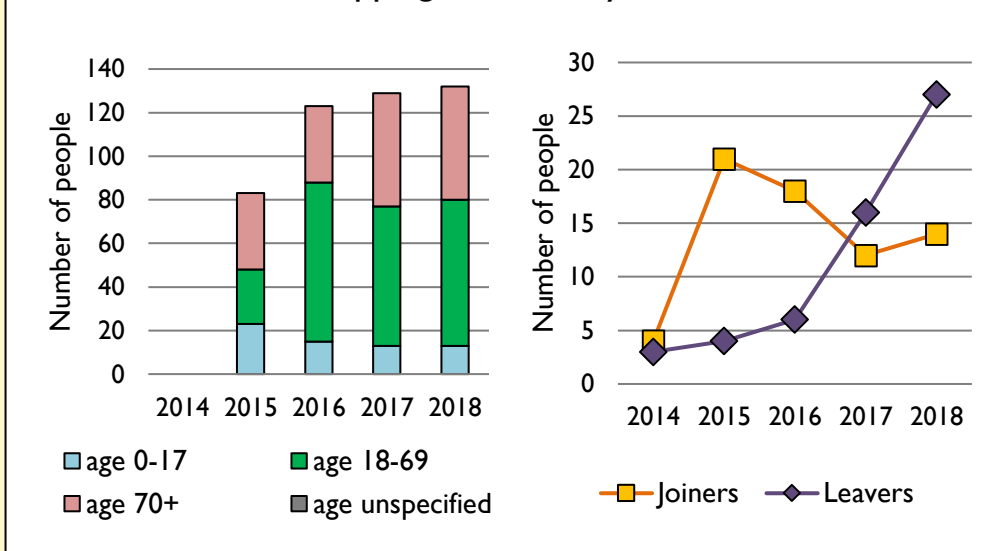 Number of people
140
120
100
80
60
40
20
0
2014 2015 2016 2017 2018
age 0-17
age 18-69
age 70+
age unspecified
Number of people
30
25
20
15
10
5
0
2014 2015 2016 2017 2018
Joiners Leavers